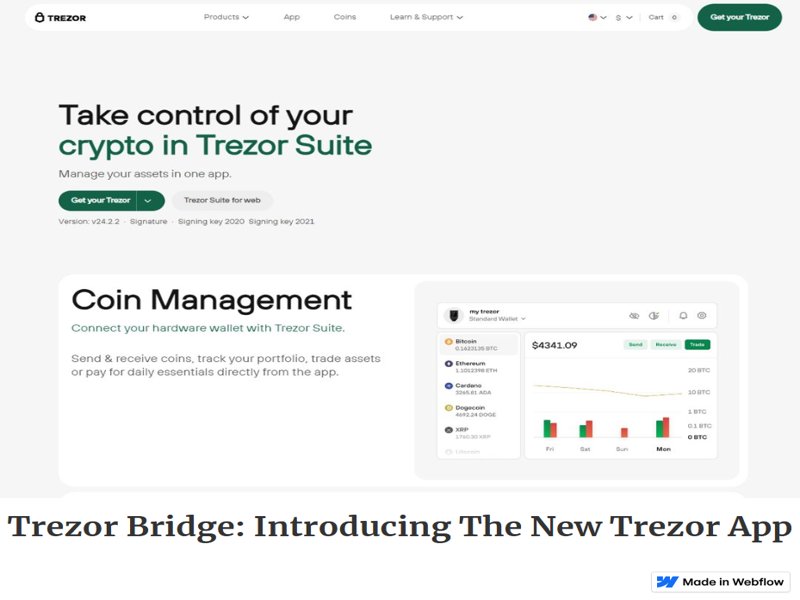 TREZOR Products App Coins Learn & Support $ Cart 0 Get your Trezor
Take control of your
crypto in Trezor Suite
Manage your assets in one app.
Get your Trezor Trezor Suite for web
Version: v24.2.2 - Signature - Signing key 2020 Signing key 2021
Coin Management
Connect your hardware wallet with Trezor Suite.
Send & receive coins, track your portfolio, trade assets
or pay for daily essentials directly from the app.
my trezor
Standard Wallet
Bitcoin
0.1623135 BTC
Ethereum
1.1012398 ETH
Cardano
3265.61 ADA
Dogecoin
4692.24 DOGE
XRP
1,760.30 XRP
Litecoin
$4341.09 Send Receive Trade
20 BTC
10 BTC
1 BTC
0.1 BTC
0 BTC
Fri Sat Sun Mon
Trezor Bridge: Introducing The New Trezor App
Made in Webflow